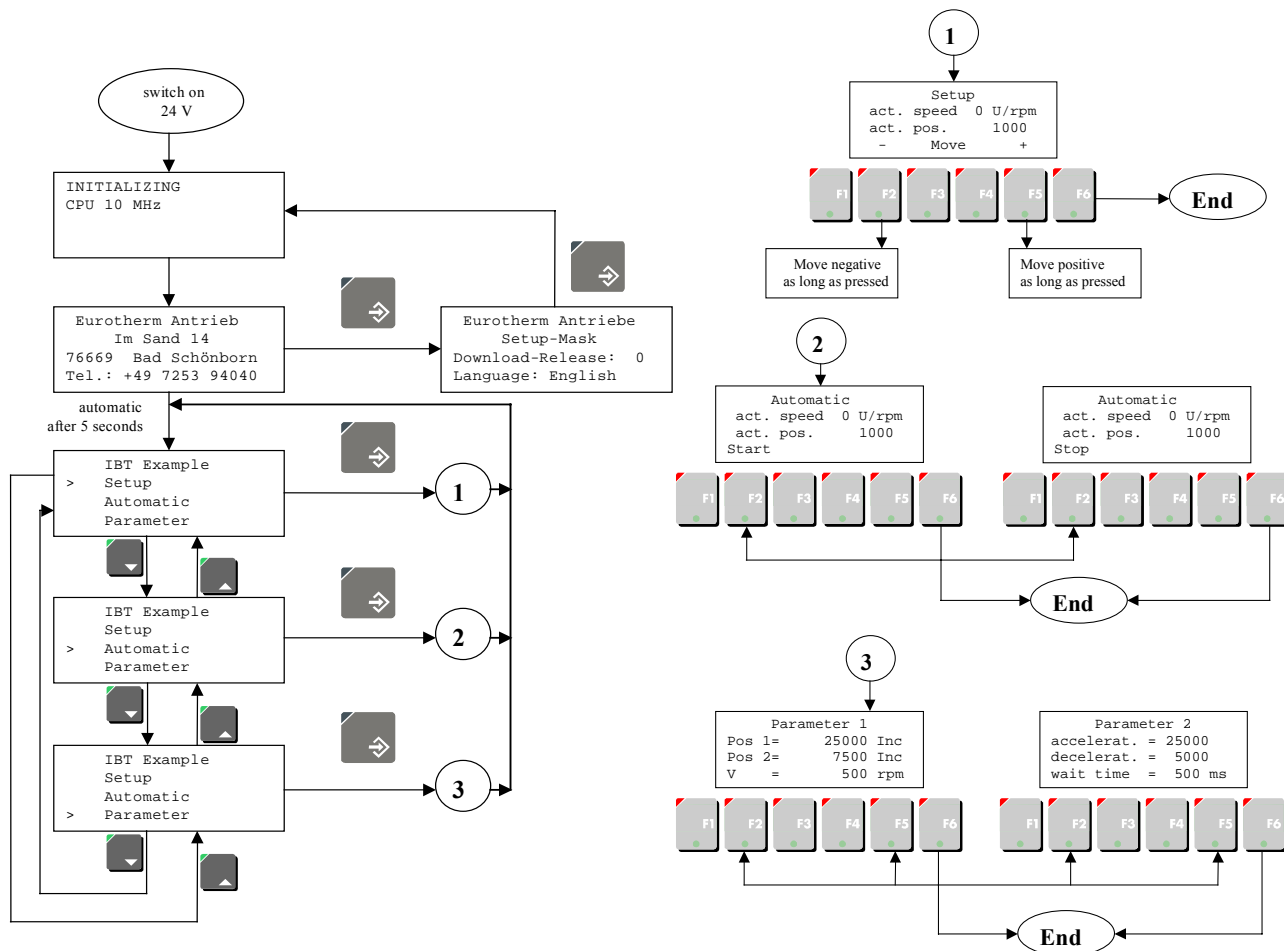 switch on
24 V
INITIALIZING
CPU 10 MHz
Eurotherm Antrieb
Im Sand 14
76669 Bad Schönborn
Tel.: +49 7253 94040
Eurotherm Antriebe
Setup-Mask
Download-Release: 0
Language: English
automatic
after 5 seconds
IBT Example
> Setup
Automatic
Parameter
1
IBT Example
Setup
> Automatic
Parameter
2
IBT Example
Setup
Automatic
> Parameter
3
1
Setup
act. speed 0 U/rpm
act. pos. 1000
- Move +
F1 F2 F3 F4 F5 F6
End
Move negative
as long as pressed
Move positive
as long as pressed
2
Automatic
act. speed 0 U/rpm
act. pos. 1000
Start
F1 F2 F3 F4 F5 F6
Automatic
act. speed 0 U/rpm
act. pos. 1000
Stop
F1 F2 F3 F4 F5 F6
End
3
Parameter 1
Pos 1= 25000 Inc
Pos 2= 7500 Inc
V = 500 rpm
F1 F2 F3 F4 F5 F6
Parameter 2
accelerat. = 25000
decelerat. = 5000
wait time = 500 ms
F1 F2 F3 F4 F5 F6
End